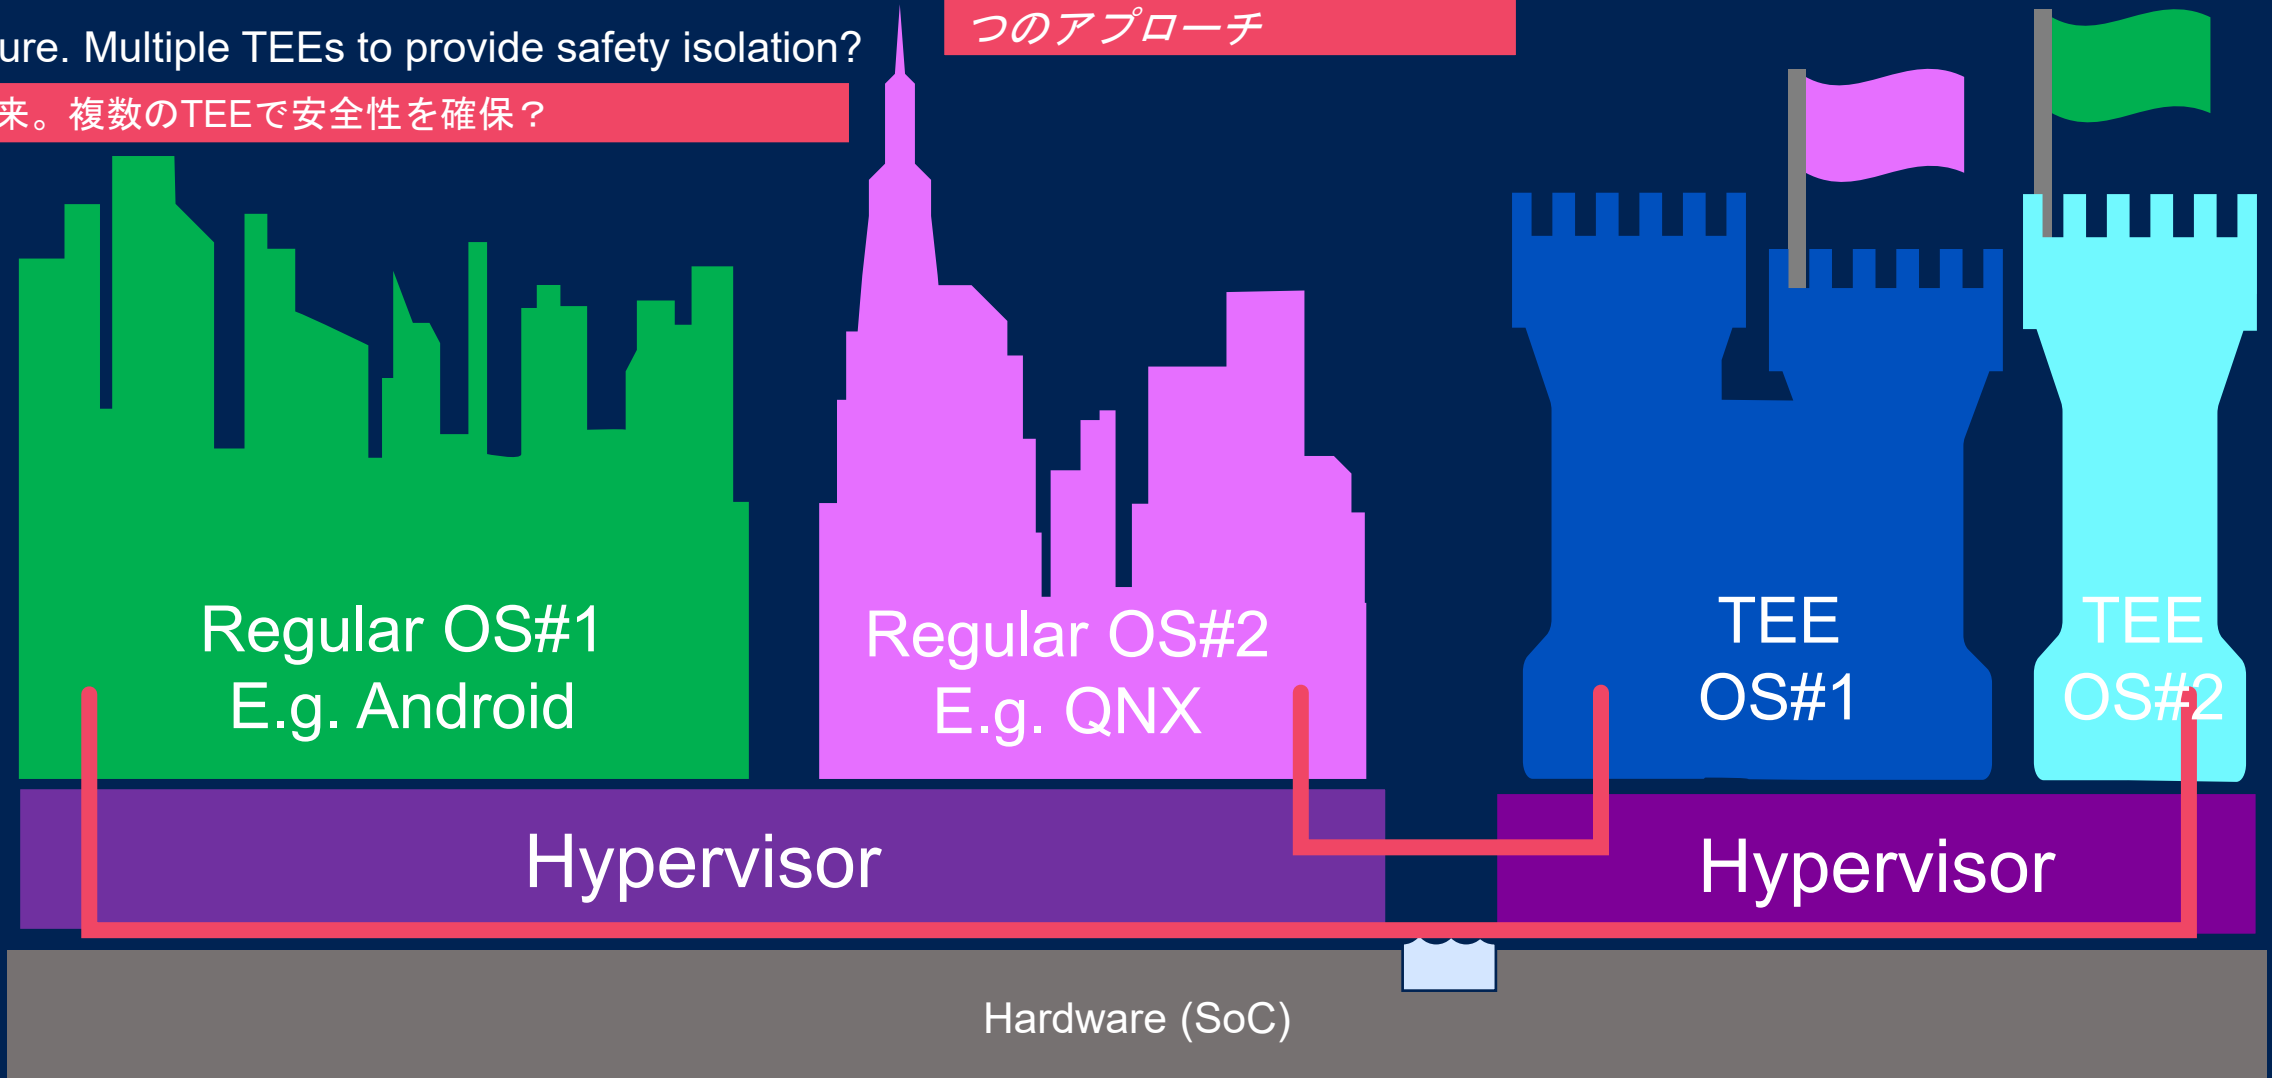 ure. Multiple TEEs to provide safety isolation?
来。複数のTEEで安全性を確保？
つのアプローチ
Regular OS#1
E.g. Android
Regular OS#2
E.g. QNX
TEE
OS#1
TEE
OS#2
Hypervisor
Hypervisor
Hardware (SoC)